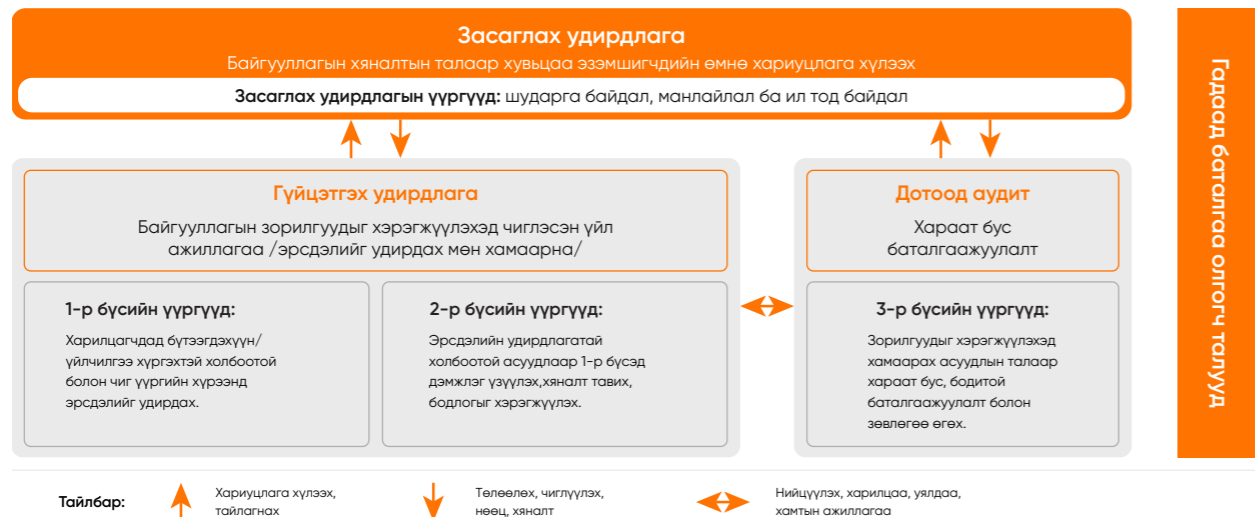 Засаглах удирдлага
Байгууллагын хяналтын талаар хувьцаа эзэмшигчдийн өмнө хариуцлага хүлээх
Засаглах удирдлагын үүргүүд: шударга байдал, манлайлал ба ил тод байдал
Гүйцэтгэх удирдлага
Байгууллагын зорилгуудыг хэрэгжүүлэхэд чиглэсэн үйл
ажиллагаа /эрсдэлийг удирдах мөн хамаарна/
1-р бүсийн үүргүүд:
Харилцагчдад бүтээгдэхүүн/
үйлчилгээ хүргэхтэй холбоотой
болон чиг үүргийн хүрээнд
эрсдэлийг удирдах.
2-р бүсийн үүргүүд:
Эрсдэлийн удирдлагатай
холбоотой асуудлаар 1-р бүсэд
дэмжлэг үзүүлэх,хяналт тавих,
бодлогыг хэрэгжүүлэх.
Дотоод аудит
Хараат бус
баталгаажуулалт
3-р бүсийн үүргүүд:
Зорилгуудыг хэрэгжүүлэхэд
хамаарах асуудлын талаар
хараат бус, бодитой
баталгаажуулалт болон
зөвлөгөө өгөх.
Гадаад баталгаа олгогч талууд
Тайлбар:
Хариуцлага хүлээх,
тайлагнах
Төлөөлөх, чиглүүлэх,
нөөц, хяналт
Нийцүүлэх, харилцаа, уялдаа,
хамтын ажиллагаа